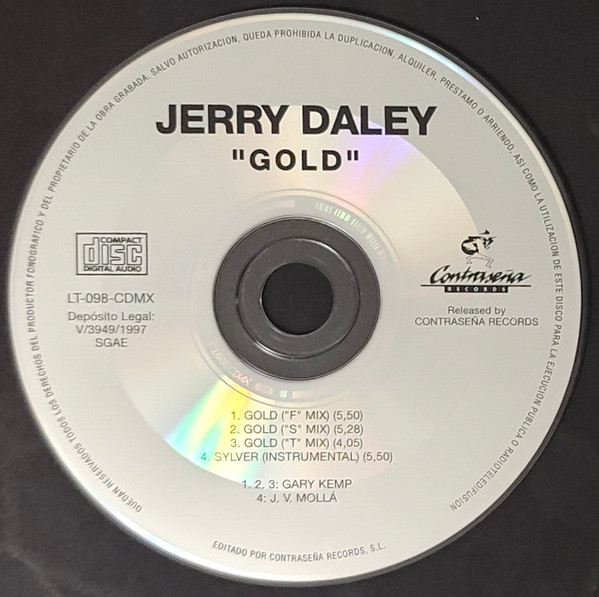 JERRY DALEY
"GOLD"
COMPACT
disc
DIGITAL AUDIO
LT-098-CDMX
Depósito Legal:
V/3949/1997
SGAE
Contraseña
RECORDS
Released by
CONTRASEÑA RECORDS
1. GOLD ("F" MIX) (5,50)
2. GOLD ("S" MIX) (5,28)
3. GOLD ("T" MIX) (4,05)
4. SYLVER (INSTRUMENTAL) (5,50)
1, 2, 3: GARY KEMP
4: J. V. MOLLÁ
EDITADO POR CONTRASEÑA RECORDS, S.L.
QUEDAN RESERVADOS TODOS LOS DERECHOS DEL PRODUCTOR FONOGRAFICO Y DEL PROPIETARIO DE LA OBRA GRABADA. SALVO AUTORIZACION, QUEDA PROHIBIDA LA DUPLICACION, ALQUILER, PRESTAMO O ARRIENDO, ASI COMO LA UTILIZACION DE ESTE DISCO PARA LA EJECUCION PUBLICA O RADIOTELEDIFUSION